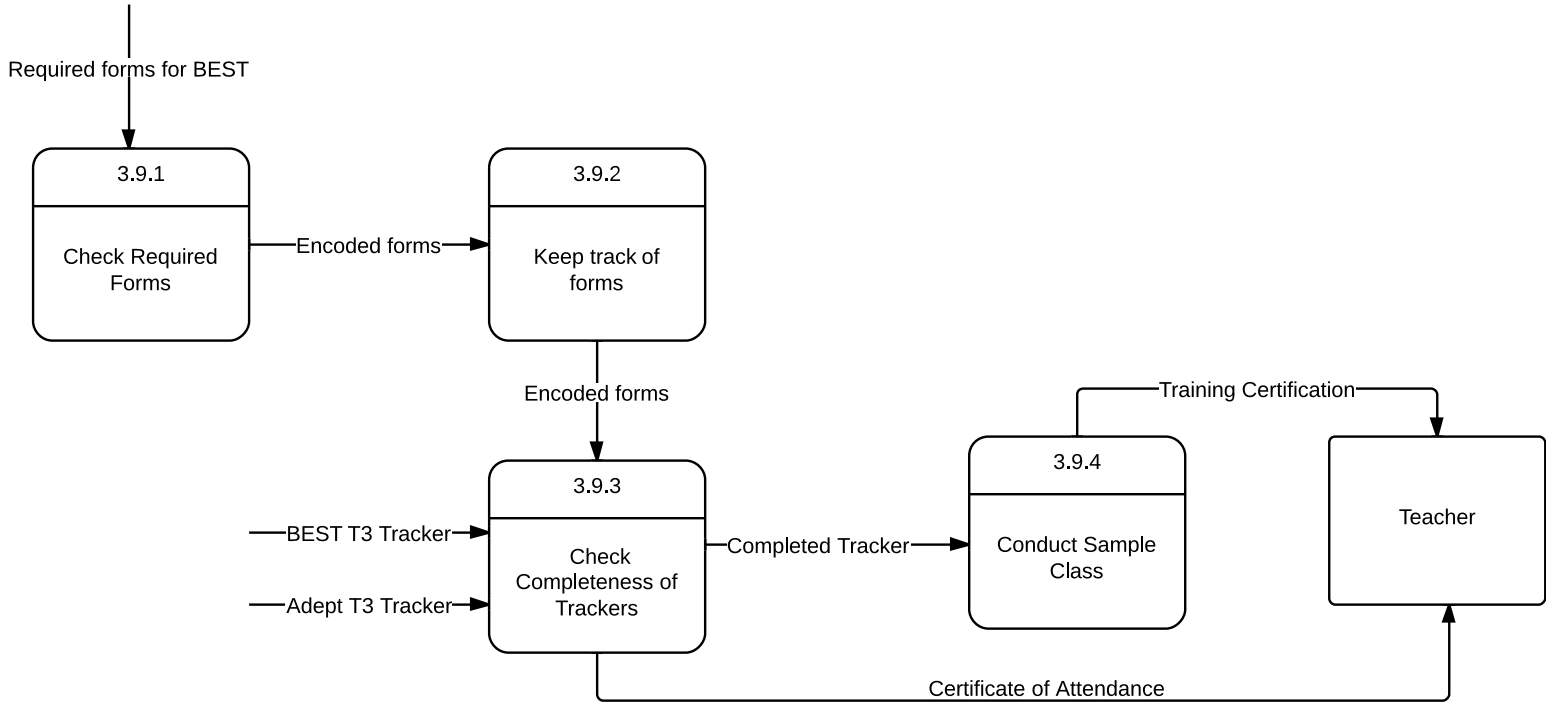 Required forms for BEST
3.9.1
Check Required
Forms
Encoded forms
3.9.2
Keep track of
forms
Encoded forms
3.9.3
Check
Completeness of
Trackers
BEST T3 Tracker
Adept T3 Tracker
Completed Tracker
3.9.4
Conduct Sample
Class
Training Certification
Teacher
Certificate of Attendance